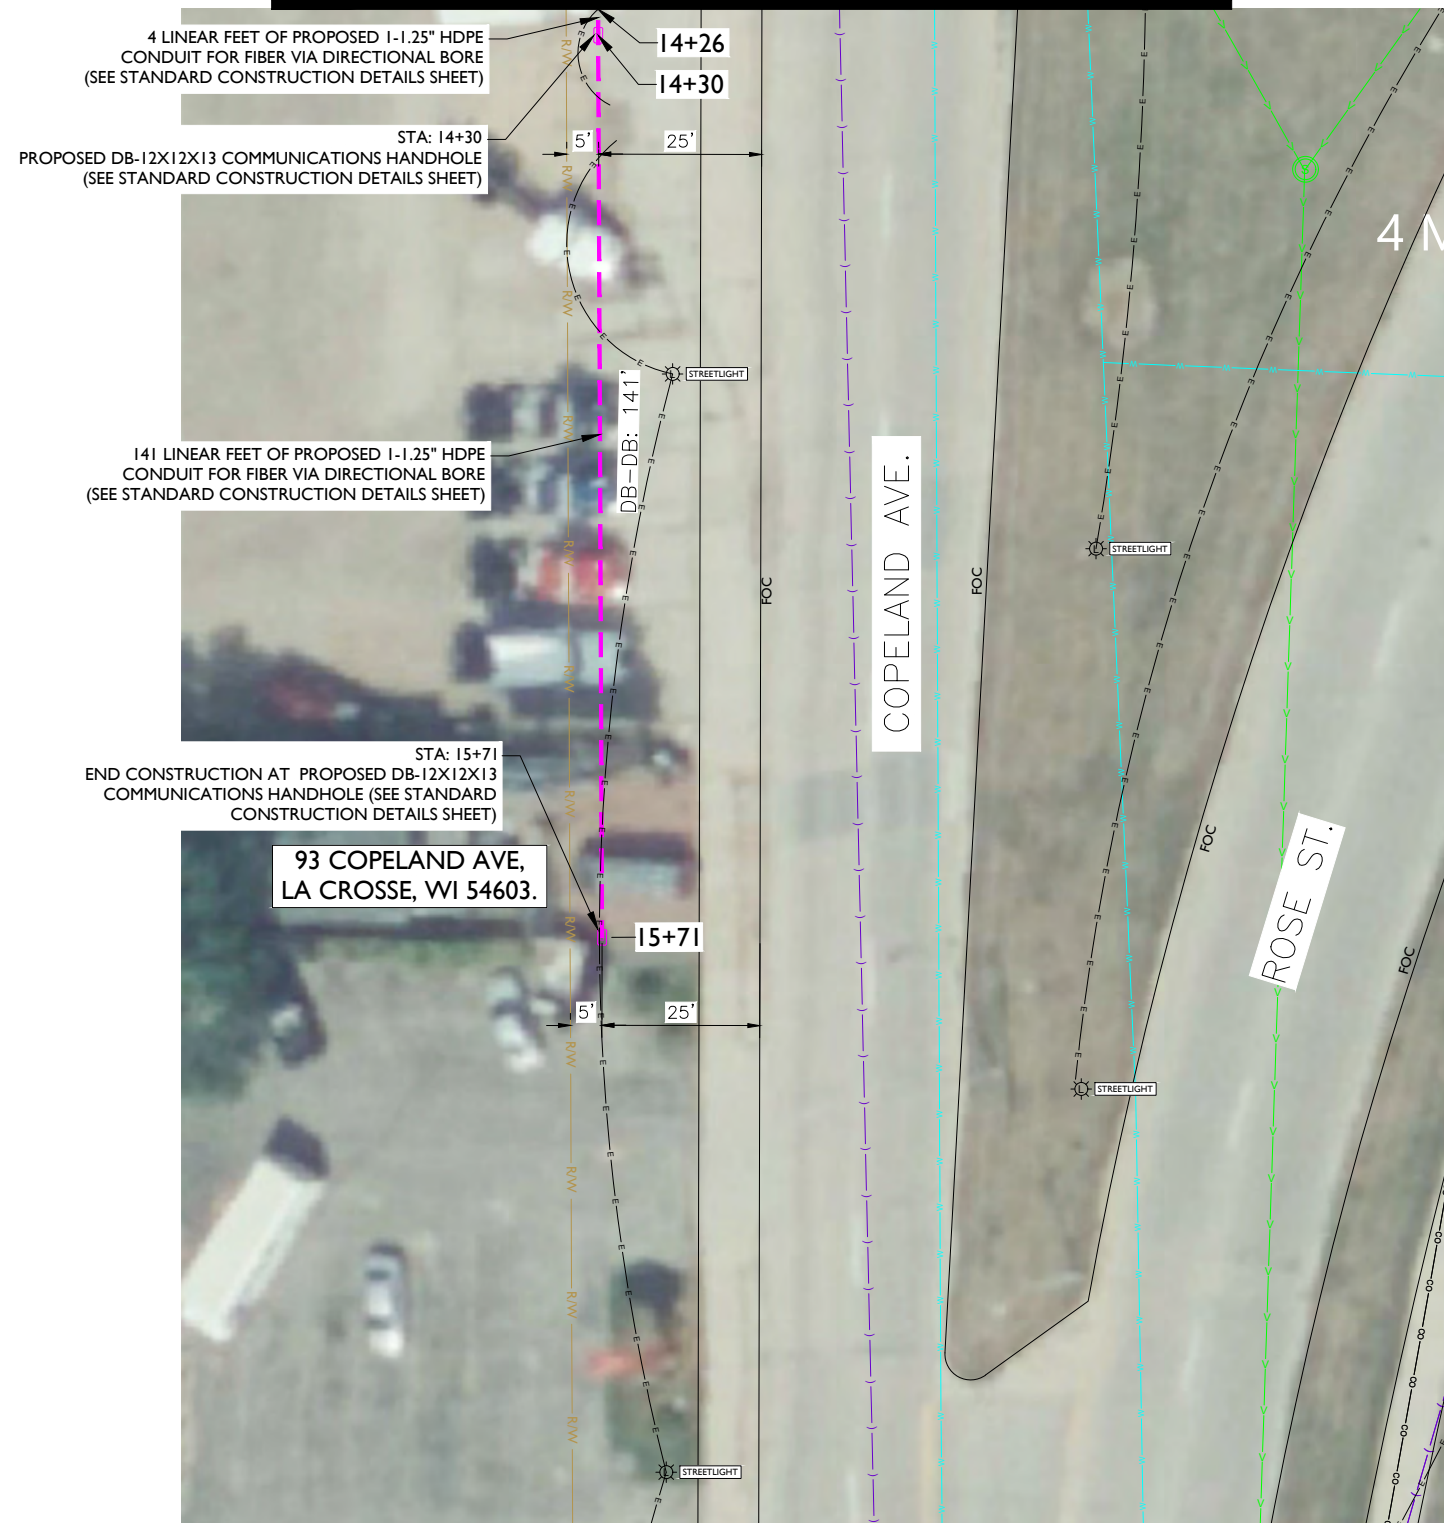 4 LINEAR FEET OF PROPOSED 1-1.25" HDPE
CONDUIT FOR FIBER VIA DIRECTIONAL BORE
(SEE STANDARD CONSTRUCTION DETAILS SHEET)
14+26
14+30
STA: 14+30
PROPOSED DB-12X12X13 COMMUNICATIONS HANDHOLE
(SEE STANDARD CONSTRUCTION DETAILS SHEET)
5'
25'
4 M
STREETLIGHT
DB-DB: 141'
141 LINEAR FEET OF PROPOSED 1-1.25" HDPE
CONDUIT FOR FIBER VIA DIRECTIONAL BORE
(SEE STANDARD CONSTRUCTION DETAILS SHEET)
COPELAND AVE.
STREETLIGHT
FOC
FOC
STA: 15+71
END CONSTRUCTION AT PROPOSED DB-12X12X13
COMMUNICATIONS HANDHOLE (SEE STANDARD
CONSTRUCTION DETAILS SHEET)
93 COPELAND AVE,
LA CROSSE, WI 54603.
FOC
ROSE ST.
15+71
FOC
5'
25'
STREETLIGHT
STREETLIGHT
R/W
R/W
R/W
R/W
R/W
R/W
R/W
R/W
R/W
R/W
R/W